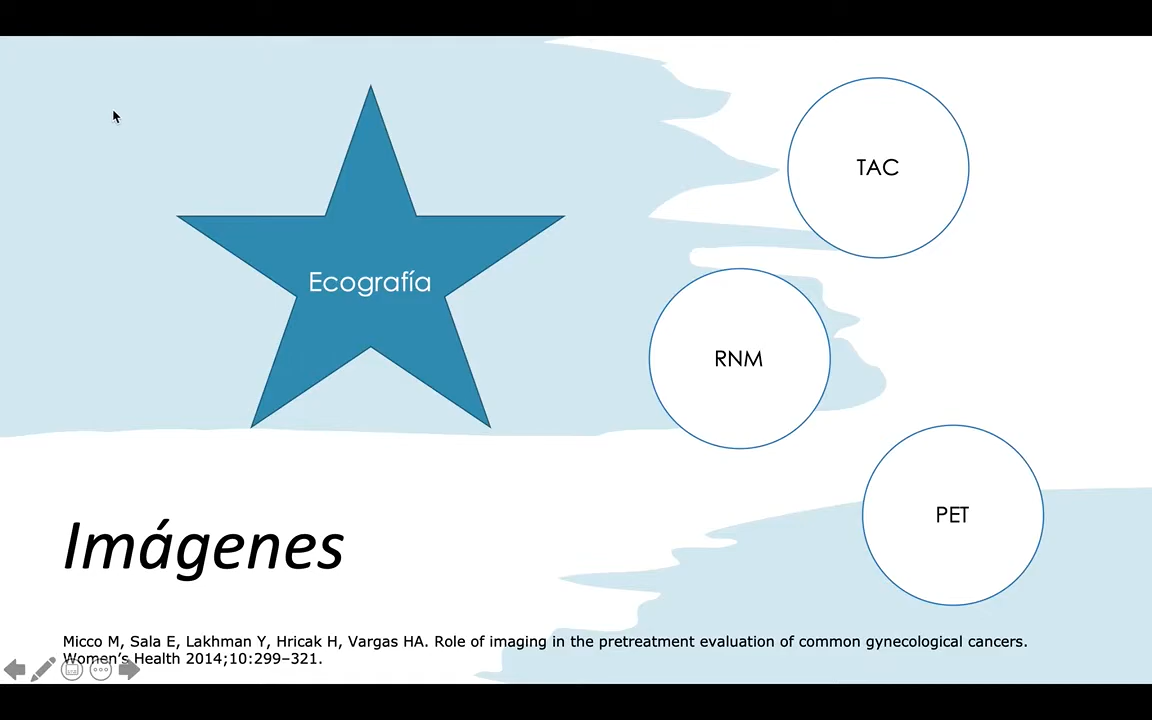 TAC
Ecografía
RNM
PET
Imágenes
Micco M, Sala E, Lakhman Y, Hricak H, Vargas HA. Role of imaging in the pretreatment evaluation of common gynecological cancers.
Women’s Health 2014;10:299–321.